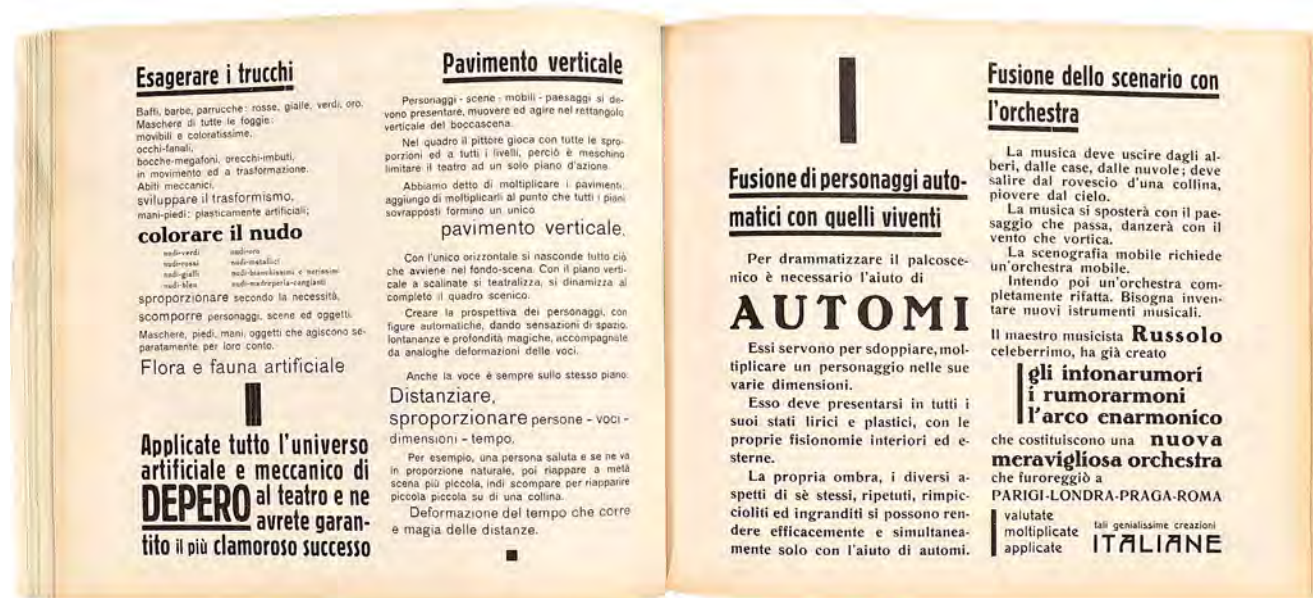 Esagerare i trucchi
Baffi, barbe, parrucche: rosse, gialle, verdi, oro.
Maschere di tutte le foggie:
movibili e coloratissime,
occhi-fanali,
bocche-megafoni, orecchi-imbuti,
in movimento ed a trasformazione.
Abiti meccanici,
sviluppare il trasformismo,
mani-piedi: plasticamente artificiali;
colorare il nudo
nudi-verdi
nudi-rossi
nudi-gialli
nudi-bleu
nudi-oro
nudi-metallici
nudi-bianchissimi e nerissimi
nudi-madreperla-cangianti
sproporzionare secondo la necessità,
scomporre personaggi, scene ed oggetti.
Maschere, piedi, mani, oggetti che agiscono se-
paratamente per loro conto.
Flora e fauna artificiale
Applicate tutto l'universo
artificiale e meccanico di
DEPERO al teatro e ne
avrete garan-
tito il più clamoroso successo
Pavimento verticale
Personaggi - scene - mobili - paesaggi si de-
vono presentare, muovere ed agire nel rettangolo
verticale del boccascena.
Nel quadro il pittore gioca con tutte le spro-
porzioni ed a tutti i livelli, perciò è meschino
limitare il teatro ad un solo piano d'azione.
Abbiamo detto di moltiplicare i pavimenti,
aggiungo di moltiplicarli al punto che tutti i piani
sovrapposti formino un unico
pavimento verticale.
Con l'unico orizzontale si nasconde tutto ciò
che avviene nel fondo-scena. Con il piano verti-
cale a scalinate si teatralizza, si dinamizza al
completo il quadro scenico.
Creare la prospettiva dei personaggi, con
figure automatiche, dando sensazioni di spazio,
lontananze e profondità magiche, accompagnate
da analoghe deformazioni delle voci.
Anche la voce è sempre sullo stesso piano.
Distanziare,
sproporzionare persone - voci -
dimensioni - tempo.
Per esempio, una persona saluta e se ne va
in proporzione naturale, poi riappare a metà
scena più piccola, indi scompare per riapparire
piccola piccola su di una collina.
Deformazione del tempo che corre
e magia delle distanze.
Fusione di personaggi auto-
matici con quelli viventi
Per drammatizzare il palcosce-
nico è necessario l'aiuto di
AUTOMI
Essi servono per sdoppiare, mol-
tiplicare un personaggio nelle sue
varie dimensioni.
Esso deve presentarsi in tutti i
suoi stati lirici e plastici, con le
proprie fisionomie interiori ed e-
sterne.
La propria ombra, i diversi a-
spetti di sè stessi, ripetuti, rimpic-
cioliti ed ingranditi si possono ren-
dere efficacemente e simultanea-
mente solo con l'aiuto di automi.
Fusione dello scenario con
l'orchestra
La musica deve uscire dagli al-
beri, dalle case, dalle nuvole; deve
salire dal rovescio d'una collina,
piovere dal cielo.
La musica si sposterà con il pae-
saggio che passa, danzerà con il
vento che vortica.
La scenografia mobile richiede
un'orchestra mobile.
Intendo poi un'orchestra com-
pletamente rifatta. Bisogna inven-
tare nuovi istrumenti musicali.
Il maestro musicista Russolo
celeberrimo, ha già creato
gli intonarumori
i rumorarmoni
l'arco enarmonico
che costituiscono una nuova
meravigliosa orchestra
che furoreggiò a
PARIGI-LONDRA-PRAGA-ROMA
valutate
moltiplicate
applicate
tali genialissime creazioni
ITALIANE